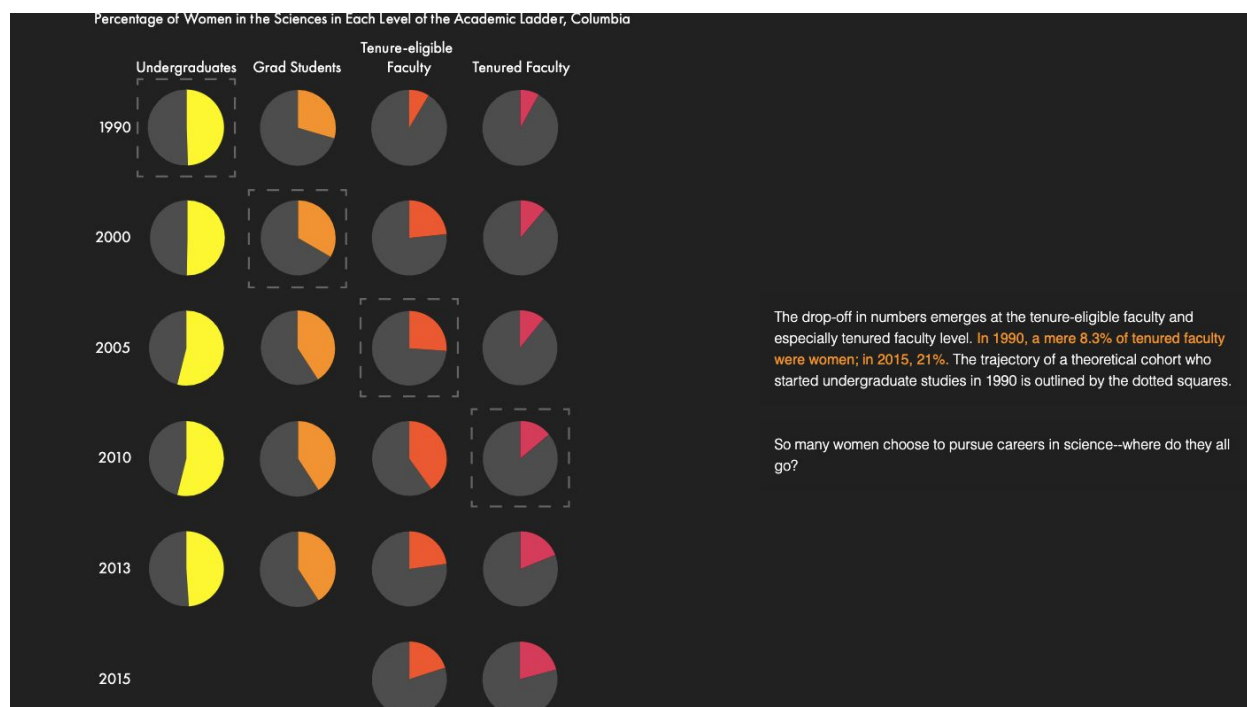 Percentage of Women in the Sciences in Each Level of the Academic Ladder, Columbia
Undergraduates
Grad Students
Tenure-eligible
Faculty
Tenured Faculty
1990
2000
2005
2010
2013
2015
The drop-off in numbers emerges at the tenure-eligible faculty and
especially tenured faculty level. In 1990, a mere 8.3% of tenured faculty
were women; in 2015, 21%. The trajectory of a theoretical cohort who
started undergraduate studies in 1990 is outlined by the dotted squares.
So many women choose to pursue careers in science--where do they all
go?